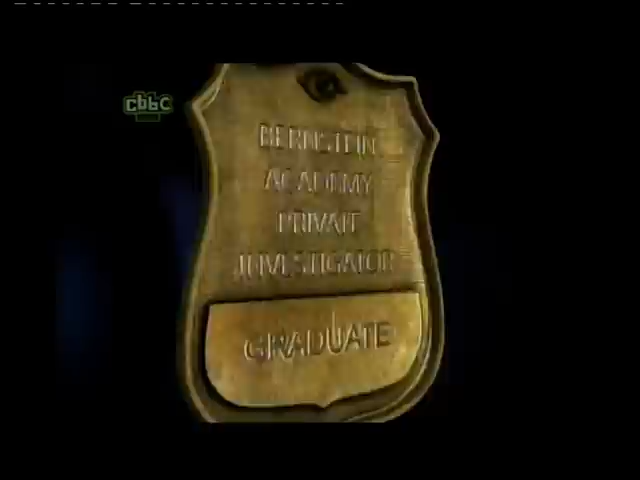 cbbc
BERNSTEIN
ACADEMY
PRIVATE
INVESTIGATOR
GRADUATE